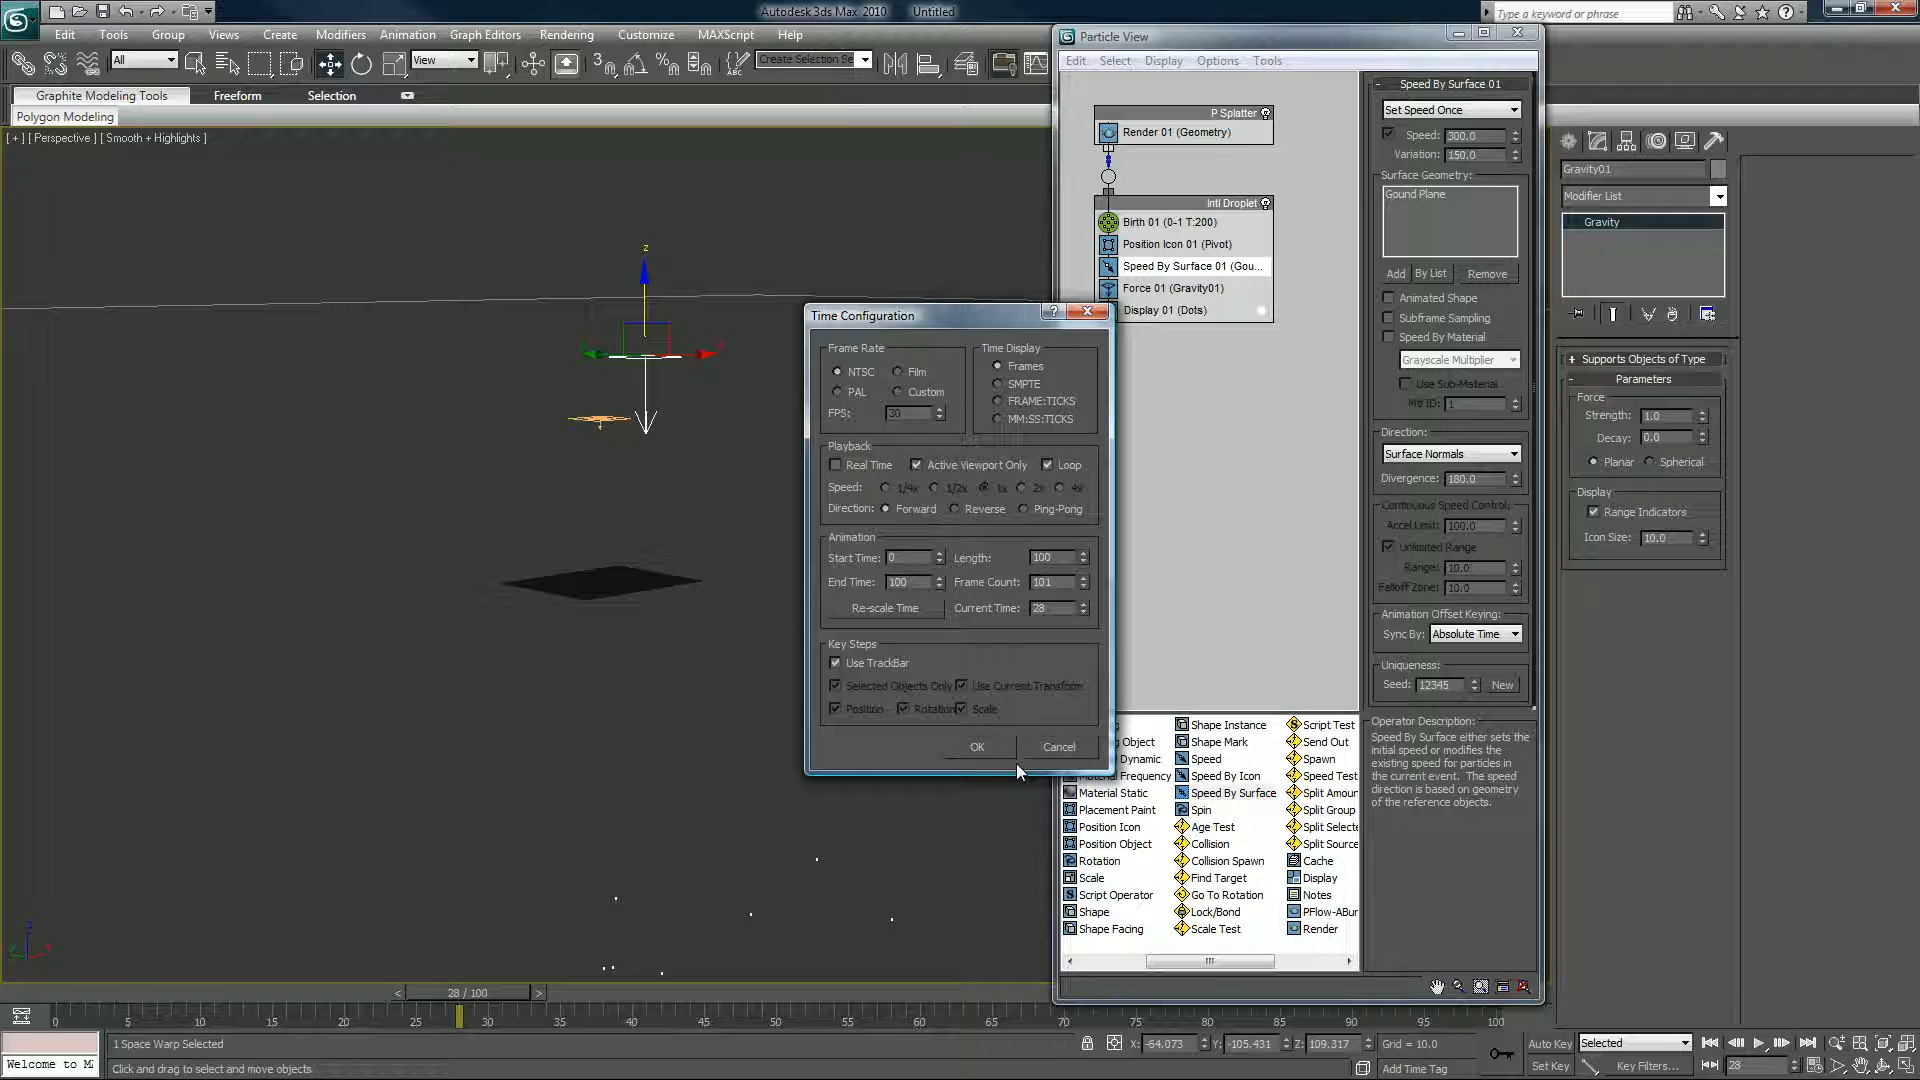 Autodesk 3ds Max 2010 Untitled
Type a keyword or phrase
Edit Tools Group Views Create Modifiers Animation Graph Editors Rendering Customize MAXScript Help
All
View
Create Selection Se
Graphite Modeling Tools Freeform Selection
Polygon Modeling
[ + ] [ Perspective ] [ Smooth + Highlights ]
Particle View
Edit Select Display Options Tools
P Splatter
Render 01 (Geometry)
Intl Droplet
Birth 01 (0-1 T:200)
Position Icon 01 (Pivot)
Speed By Surface 01 (Gou...
Force 01 (Gravity01)
Display 01 (Dots)
Speed By Surface 01
Set Speed Once
Speed: 300.0
Variation: 150.0
Surface Geometry:
Gound Plane
Add By List Remove
Animated Shape
Subframe Sampling
Speed By Material
Grayscale Multiplier
Use Sub-Material
Mtl ID: 1
Direction:
Surface Normals
Divergence: 180.0
Continuous Speed Control:
Accel Limit: 100.0
Unlimited Range
Range: 10.0
Falloff Zone: 10.0
Animation Offset Keying:
Sync By: Absolute Time
Uniqueness:
Seed: 12345 New
Operator Description:
Speed By Surface either sets the
initial speed or modifies the
existing speed for particles in
the current event. The speed
direction is based on geometry
of the reference objects.
Gravity01
Modifier List
Gravity
+ Supports Objects of Type
- Parameters
Force
Strength: 1.0
Decay: 0.0
Planar Spherical
Display
Range Indicators
Icon Size: 10.0
Time Configuration
Frame Rate
NTSC Film
PAL Custom
FPS: 30
Time Display
Frames
SMPTE
FRAME:TICKS
MM:SS:TICKS
Playback
Real Time Active Viewport Only Loop
Speed: 1/4x 1/2x 1x 2x 4x
Direction: Forward Reverse Ping-Pong
Animation
Start Time: 0 Length: 100
End Time: 100 Frame Count: 101
Re-scale Time Current Time: 28
Key Steps
Use TrackBar
Selected Objects Only Use Current Transform
Position Rotation Scale
OK Cancel
Shape Instance Script Test
Object Shape Mark Send Out
Dynamic Speed Spawn
Material Frequency Speed By Icon Speed Test
Material Static Speed By Surface Split Amour
Placement Paint Spin Split Group
Position Icon Age Test Split Selecte
Position Object Collision Split Source
Rotation Collision Spawn Cache
Scale Find Target Display
Script Operator Go To Rotation Notes
Shape Lock/Bond PFlow-ABur
Shape Facing Scale Test Render
z
< 28 / 100 >
0 5 10 15 20 25 30 35 40 45 50 55 60 65 70 75 80 85 90 95 100
1 Space Warp Selected
X: -64.073 Y: -105.431 Z: 109.317 Grid = 10.0
Auto Key Selected
Welcome to M
Click and drag to select and move objects
Add Time Tag
Set Key Key Filters...
28